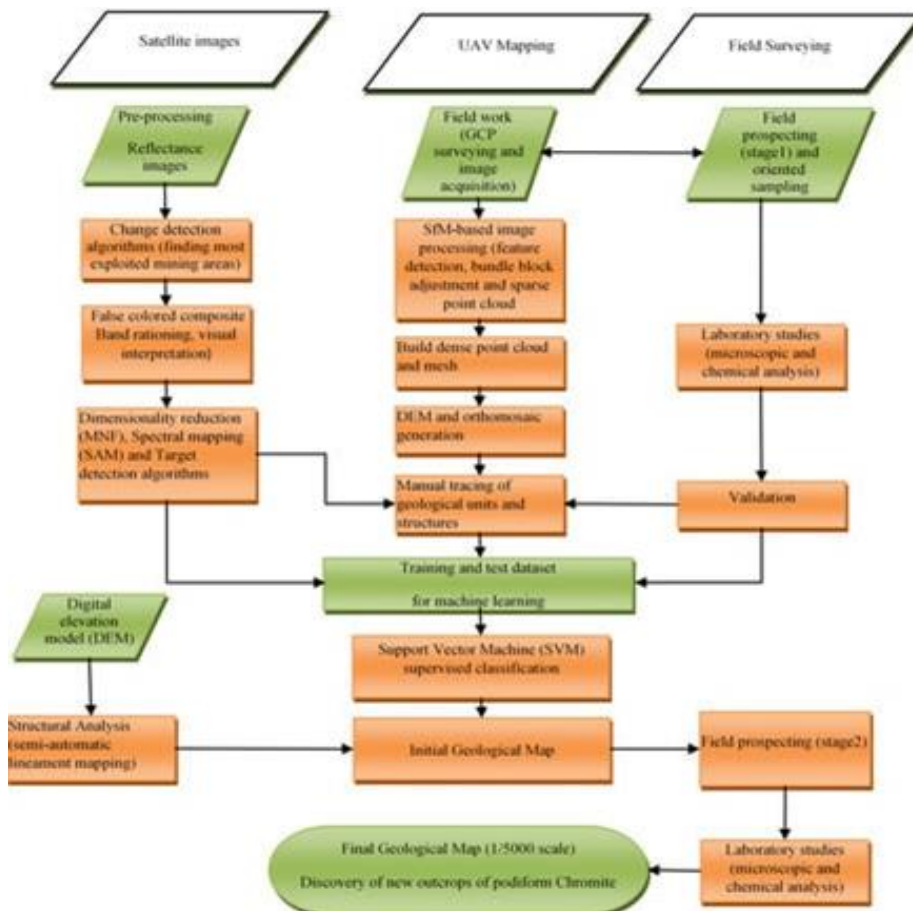 Satellite images
UAV Mapping
Field Surveying
Pre-processing
Reflectance
images
Field work
(GCP
surveying and
image
acquisition)
Field
prospecting
(stage1) and
oriented
sampling
Change detection
algorithms (finding most
exploited mining areas)
SfM-based image
processing (feature
detection, bundle block
adjustment and sparse
point cloud
False colored composite
Band rationing, visual
interpretation)
Build dense point cloud
and mesh
Laboratory studies
(microscopic and
chemical analysis)
Dimensionality reduction
(MNF), Spectral mapping
(SAM) and Target
detection algorithms
DEM and orthomosaic
generation
Manual tracing of
geological units and
structures
Validation
Training and test dataset
for machine learning
Digital
elevation
model (DEM)
Support Vector Machine (SVM)
supervised classification
Structural Analysis
(semi-automatic
lineament mapping)
Initial Geological Map
Field prospecting (stage2)
Final Geological Map (1/5000 scale)
Discovery of new outcrops of podiform Chromite
Laboratory studies
(microscopic and
chemical analysis)